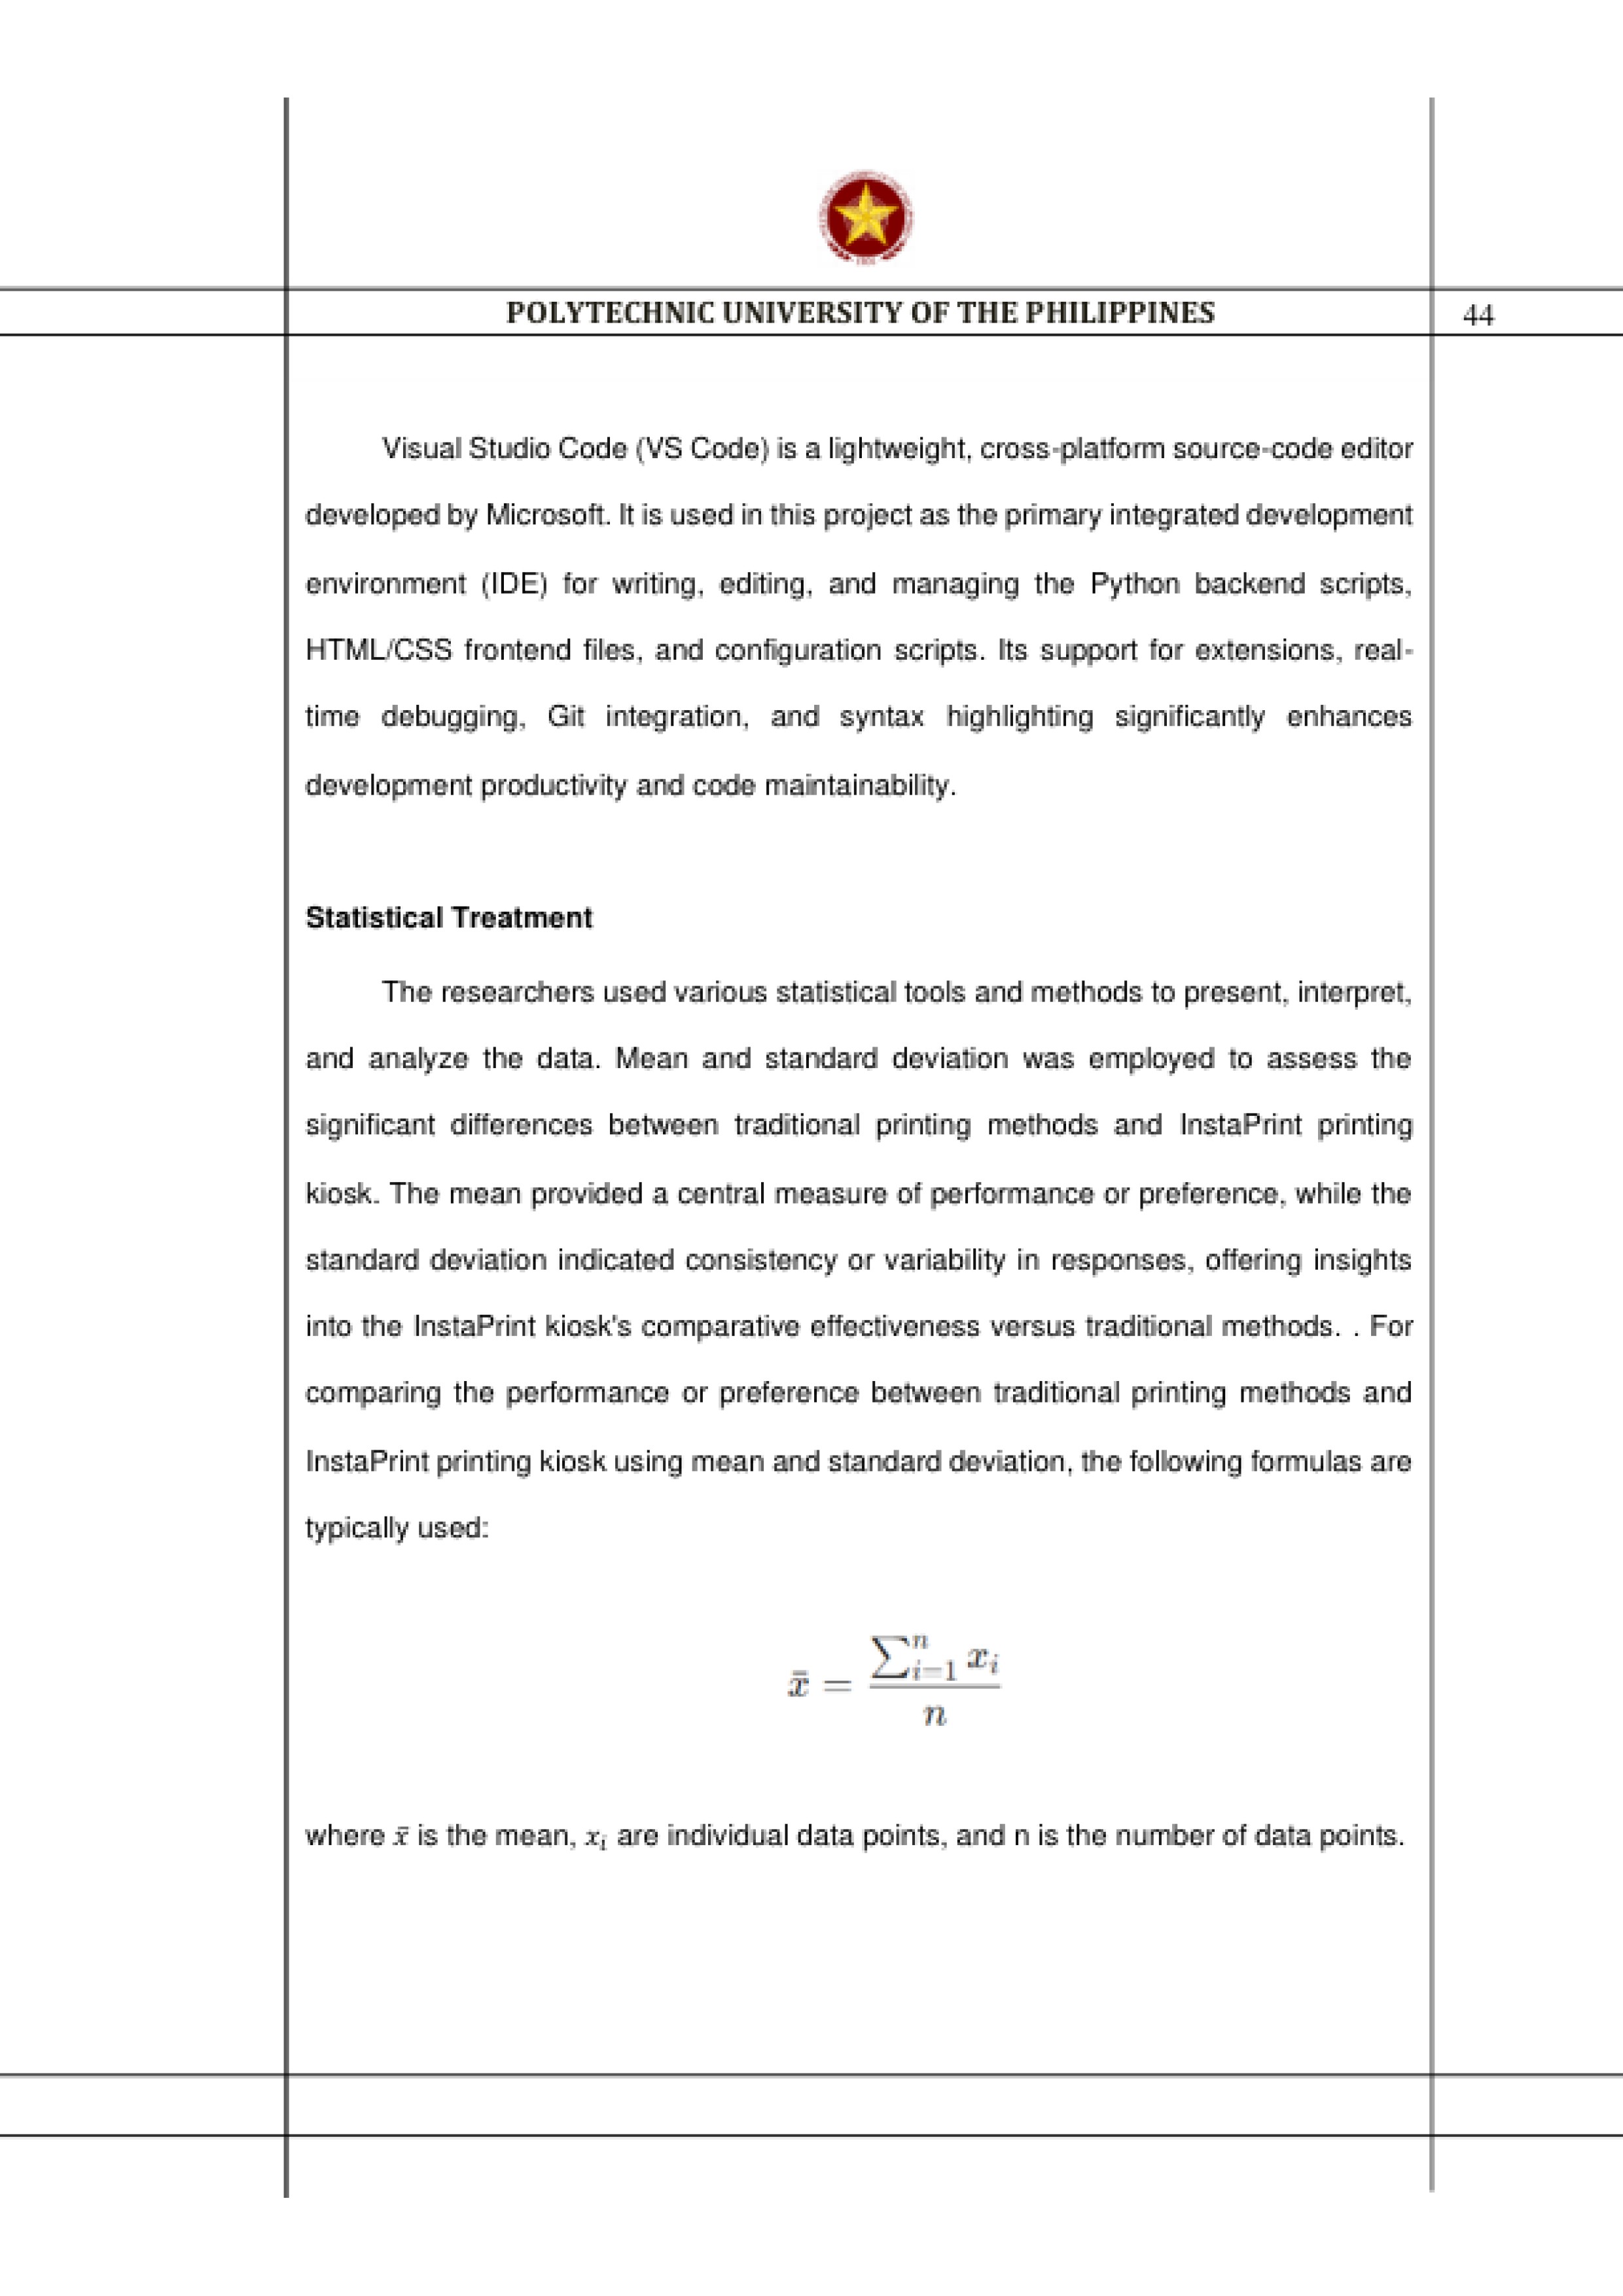 POLYTECHNIC UNIVERSITY OF THE PHILIPPINES
44
Visual Studio Code (VS Code) is a lightweight, cross-platform source-code editor
developed by Microsoft. It is used in this project as the primary integrated development
environment (IDE) for writing, editing, and managing the Python backend scripts,
HTML/CSS frontend files, and configuration scripts. Its support for extensions, real-
time debugging, Git integration, and syntax highlighting significantly enhances
development productivity and code maintainability.
Statistical Treatment
The researchers used various statistical tools and methods to present, interpret,
and analyze the data. Mean and standard deviation was employed to assess the
significant differences between traditional printing methods and InstaPrint printing
kiosk. The mean provided a central measure of performance or preference, while the
standard deviation indicated consistency or variability in responses, offering insights
into the InstaPrint kiosk's comparative effectiveness versus traditional methods. . For
comparing the performance or preference between traditional printing methods and
InstaPrint printing kiosk using mean and standard deviation, the following formulas are
typically used:
x̄ = ∑ⁿᵢ₌₁ xᵢ / n
where x̄ is the mean, xᵢ are individual data points, and n is the number of data points.